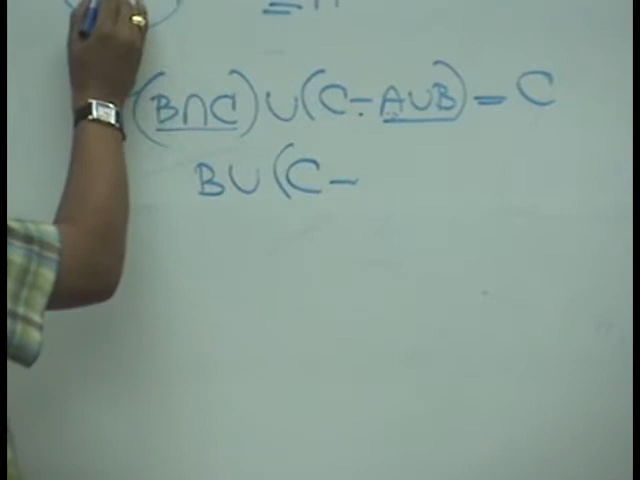 (B∩C) ∪ (C - A∪B) = C
B∪ (C -